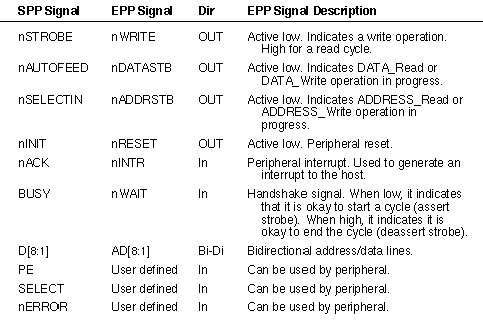 SPP Signal EPP Signal Dir EPP Signal Description
nSTROBE nWRITE OUT Active low. Indicates a write operation.
High for a read cycle.
nAUTOFEED nDATASTB OUT Active low. Indicates DATA_Read or
DATA_Write operation in progress.
nSELECTIN nADDRSTB OUT Active low. Indicates ADDRESS_Read or
ADDRESS_Write operation in
progress.
nINIT nRESET OUT Active low. Peripheral reset.
nACK nINTR In Peripheral interrupt. Used to generate an
interrupt to the host.
BUSY nWAIT In Handshake signal. When low, it indicates
that it is okay to start a cycle (assert
strobe). When high, it indicates it is
okay to end the cycle (deassert strobe).
D[8:1] AD[8:1] Bi-Di Bidirectional address/data lines.
PE User defined In Can be used by peripheral.
SELECT User defined In Can be used by peripheral.
nERROR User defined In Can be used by peripheral.